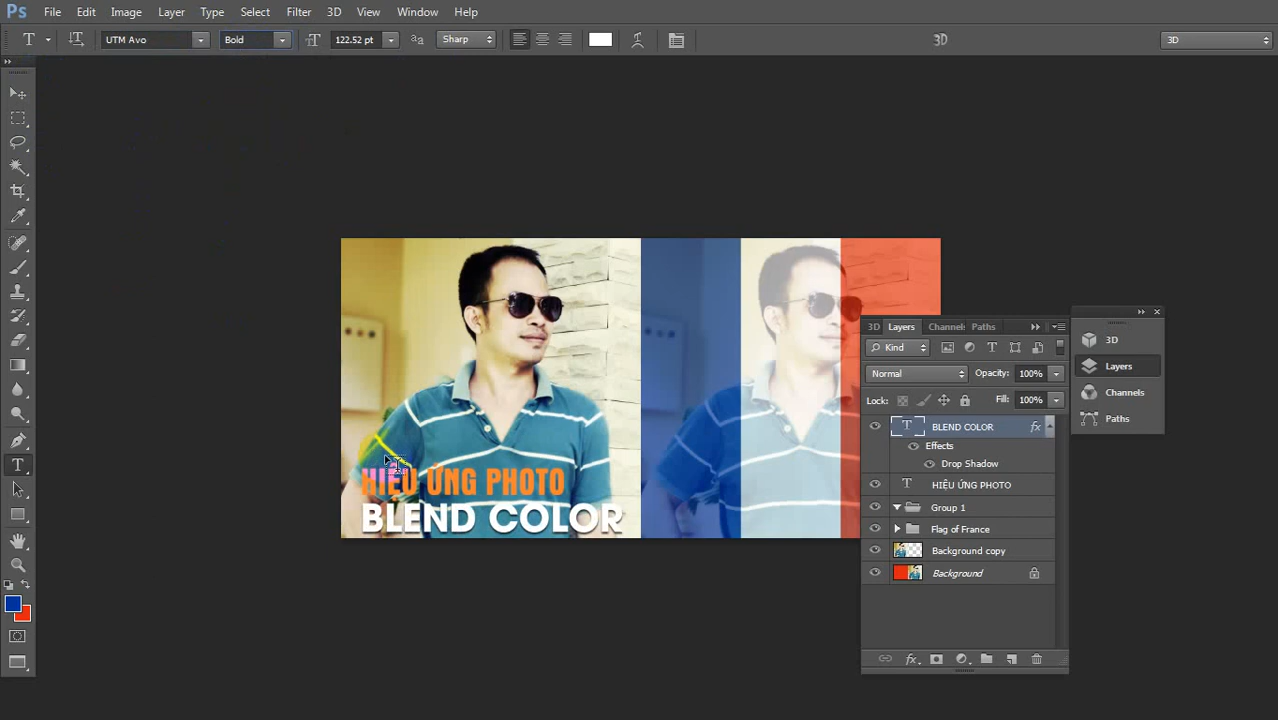 Ps File Edit Image Layer Type Select Filter 3D View Window Help
T UTM Avo Bold 122.52 pt aa Sharp 3D 3D
3D Layers Channels Paths
Kind
Normal Opacity: 100%
Lock: Fill: 100%
T BLEND COLOR fx
Effects
Drop Shadow
T HIỆU ỨNG PHOTO
Group 1
Flag of France
Background copy
Background
3D
Layers
Channels
Paths
HIỆU ỨNG PHOTO
BLEND COLOR